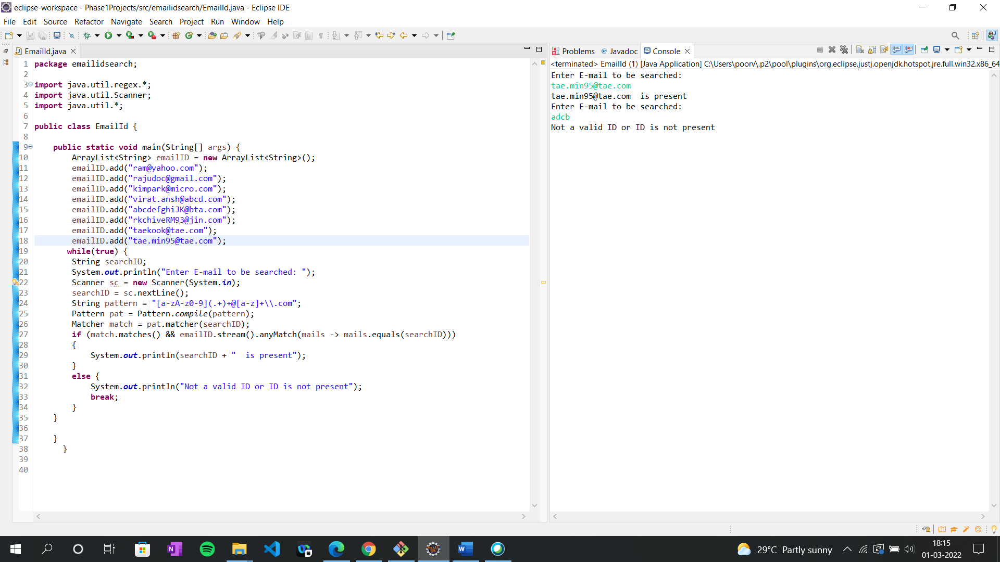 eclipse-workspace - Phase1Projects/src/emailidsearch/EmailId.java - Eclipse IDE
File Edit Source Refactor Navigate Search Project Run Window Help
EmailId.java
1 package emailidsearch;
2
3 import java.util.regex.*;
4 import java.util.Scanner;
5 import java.util.*;
6
7 public class EmailId {
8
9 public static void main(String[] args) {
10 ArrayList<String> emailID = new ArrayList<String>();
11 emailID.add("ram@yahoo.com");
12 emailID.add("rajudoc@gmail.com");
13 emailID.add("kimpark@micro.com");
14 emailID.add("virat.ansh@abcd.com");
15 emailID.add("abcdefghiJK@bta.com");
16 emailID.add("rkchiveRM93@jin.com");
17 emailID.add("taekook@tae.com");
18 emailID.add("tae.min95@tae.com");
19 while(true) {
20 String searchID;
21 System.out.println("Enter E-mail to be searched: ");
22 Scanner sc = new Scanner(System.in);
23 searchID = sc.nextLine();
24 String pattern = "[a-zA-z0-9](.+)+@[a-z]+\\.com";
25 Pattern pat = Pattern.compile(pattern);
26 Matcher match = pat.matcher(searchID);
27 if (match.matches() && emailID.stream().anyMatch(mails -> mails.equals(searchID)))
28 {
29 System.out.println(searchID + "  is present");
30 }
31 else {
32 System.out.println("Not a valid ID or ID is not present");
33 break;
34 }
35 }
36
37 }
38 }
39
40
Problems Javadoc Console
<terminated> EmailId (1) [Java Application] C:\Users\poorv\.p2\pool\plugins\org.eclipse.justj.openjdk.hotspot.jre.full.win32.x86_64
Enter E-mail to be searched:
tae.min95@tae.com
tae.min95@tae.com  is present
Enter E-mail to be searched:
adcb
Not a valid ID or ID is not present
29°C Partly sunny
18:15
01-03-2022